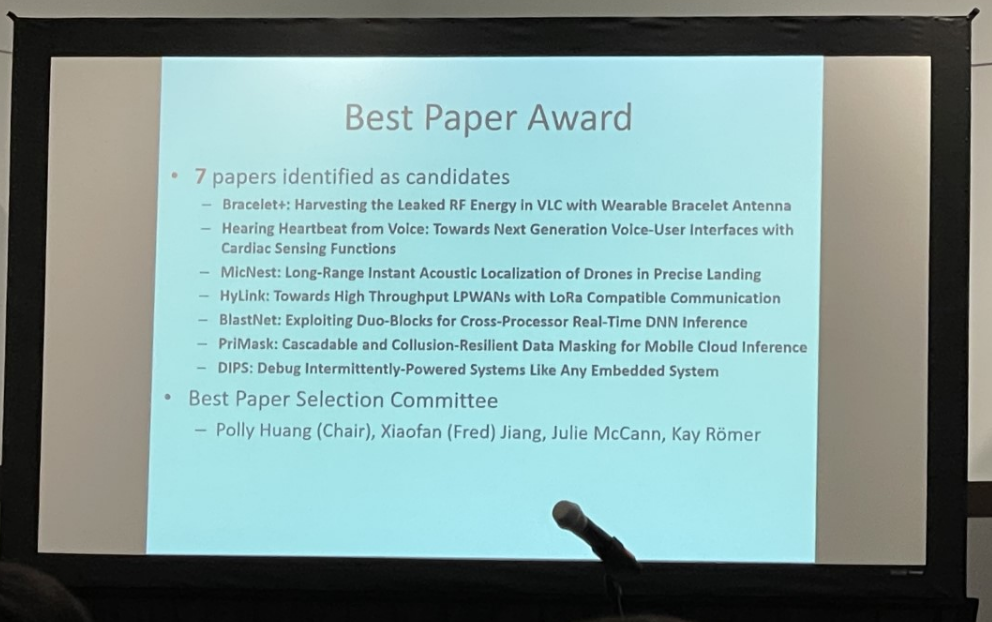 Best Paper Award
• 7 papers identified as candidates
– Bracelet+: Harvesting the Leaked RF Energy in VLC with Wearable Bracelet Antenna
– Hearing Heartbeat from Voice: Towards Next Generation Voice-User Interfaces with
Cardiac Sensing Functions
– MicNest: Long-Range Instant Acoustic Localization of Drones in Precise Landing
– HyLink: Towards High Throughput LPWANs with LoRa Compatible Communication
– BlastNet: Exploiting Duo-Blocks for Cross-Processor Real-Time DNN Inference
– PriMask: Cascadable and Collusion-Resilient Data Masking for Mobile Cloud Inference
– DIPS: Debug Intermittently-Powered Systems Like Any Embedded System
• Best Paper Selection Committee
– Polly Huang (Chair), Xiaofan (Fred) Jiang, Julie McCann, Kay Römer